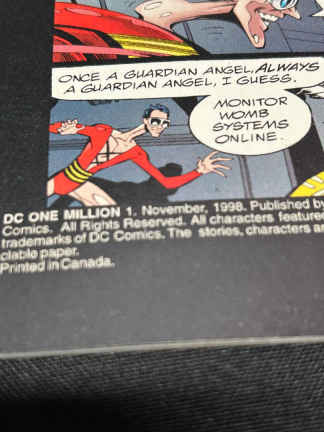 ONCE A GUARDIAN ANGEL, ALWAYS
A GUARDIAN ANGEL, I GUESS.
MONITOR
WOMB
SYSTEMS
ONLINE.
DC ONE MILLION 1. November, 1998. Published by
Comics. All Rights Reserved. All characters featured
trademarks of DC Comics. The stories, characters an
clable paper.
Printed in Canada.